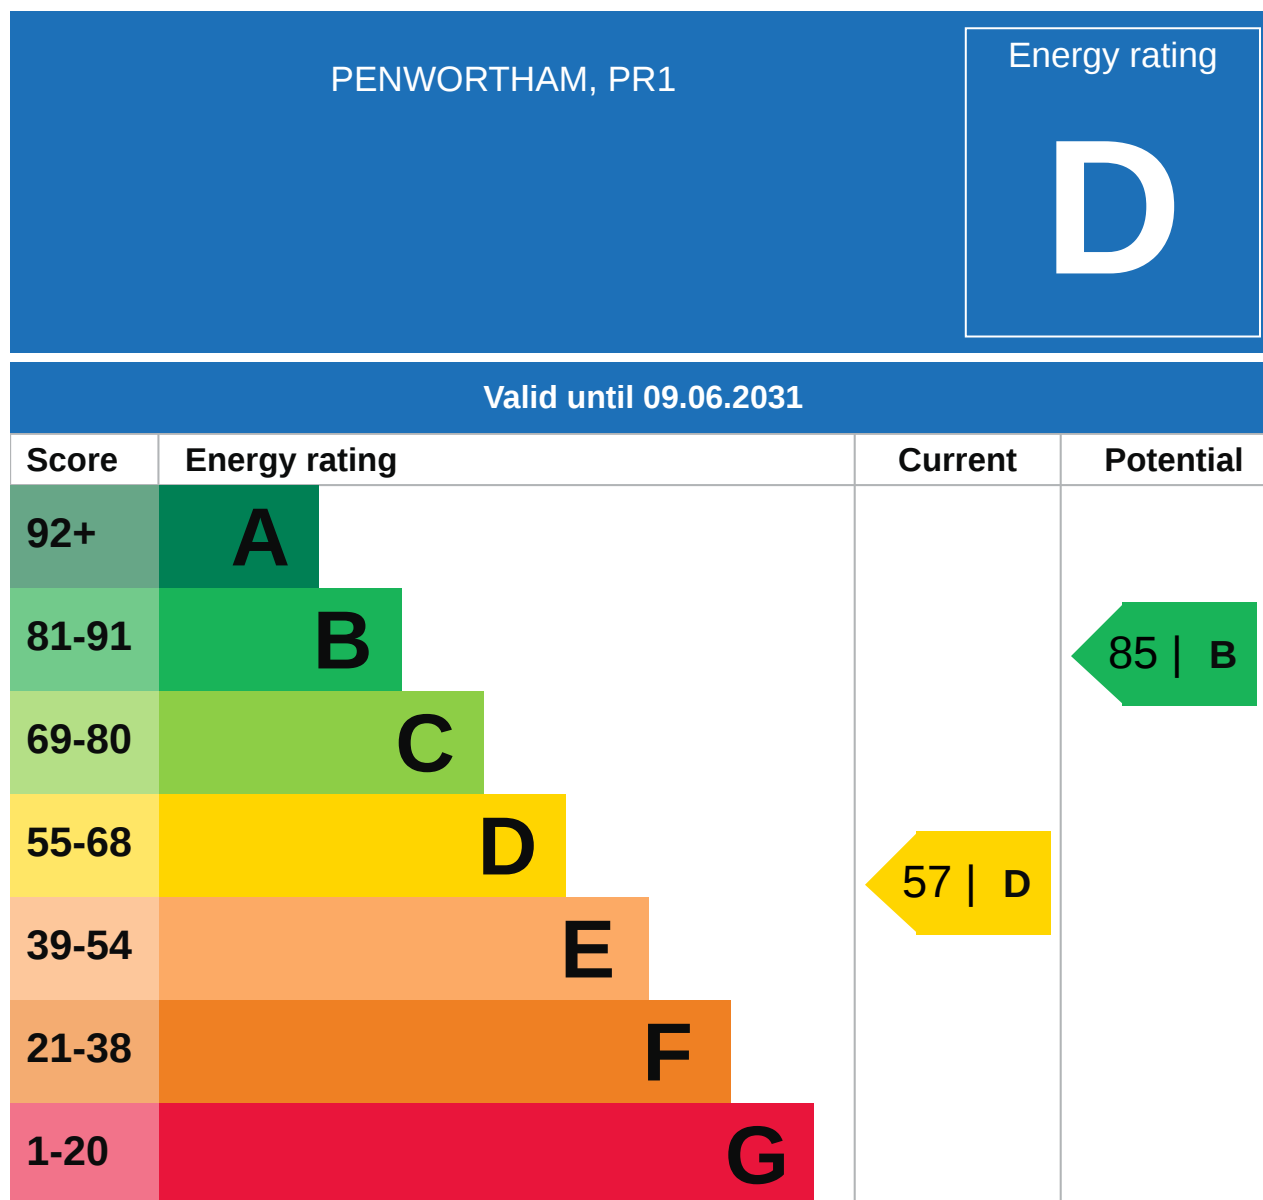 PENWORTHAM, PR1
Energy rating
D
Valid until 09.06.2031
Score Energy rating Current Potential
92+ A
81-91 B 85 | B
69-80 C
55-68 D 57 | D
39-54 E
21-38 F
1-20 G